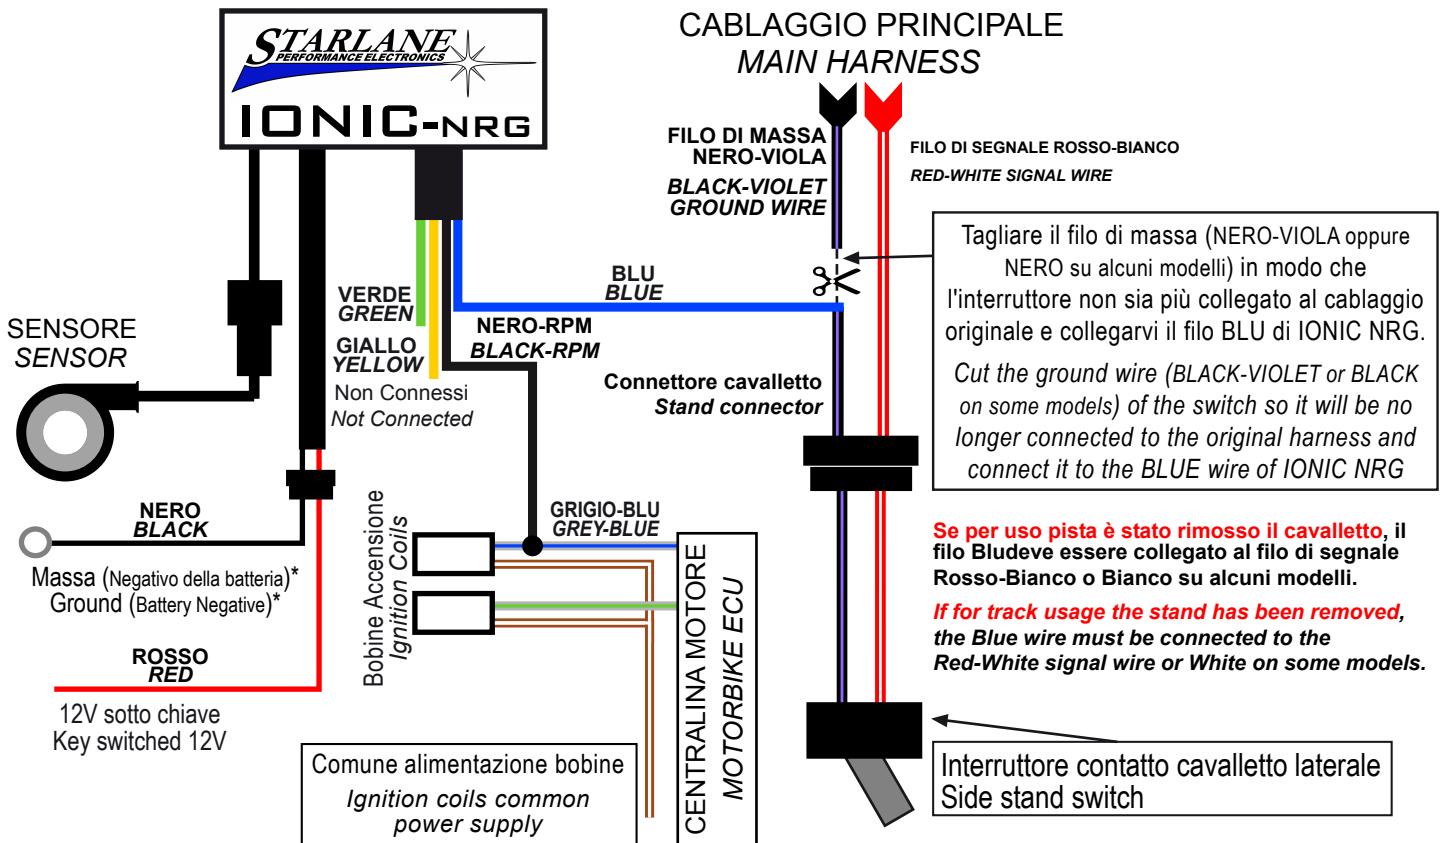 STARLANE
PERFORMANCE ELECTRONICS
IONIC-NRG
CABLAGGIO PRINCIPALE
MAIN HARNESS
FILO DI MASSA
NERO-VIOLA
BLACK-VIOLET
GROUND WIRE
FILO DI SEGNALE ROSSO-BIANCO
RED-WHITE SIGNAL WIRE
Tagliare il filo di massa (NERO-VIOLA oppure
NERO su alcuni modelli) in modo che
l'interruttore non sia più collegato al cablaggio
originale e collegarvi il filo BLU di IONIC NRG.
Cut the ground wire (BLACK-VIOLET or BLACK
on some models) of the switch so it will be no
longer connected to the original harness and
connect it to the BLUE wire of IONIC NRG
BLU
BLUE
VERDE
GREEN
NERO-RPM
BLACK-RPM
GIALLO
YELLOW
Non Connessi
Not Connected
SENSORE
SENSOR
Connettore cavalletto
Stand connector
NERO
BLACK
Massa (Negativo della batteria)*
Ground (Battery Negative)*
ROSSO
RED
12V sotto chiave
Key switched 12V
Bobine Accensione
Ignition Coils
GRIGIO-BLU
GREY-BLUE
CENTRALINA MOTORE
MOTORBIKE ECU
Comune alimentazione bobine
Ignition coils common
power supply
Se per uso pista è stato rimosso il cavalletto, il
filo Bludeve essere collegato al filo di segnale
Rosso-Bianco o Bianco su alcuni modelli.
If for track usage the stand has been removed,
the Blue wire must be connected to the
Red-White signal wire or White on some models.
Interruttore contatto cavalletto laterale
Side stand switch